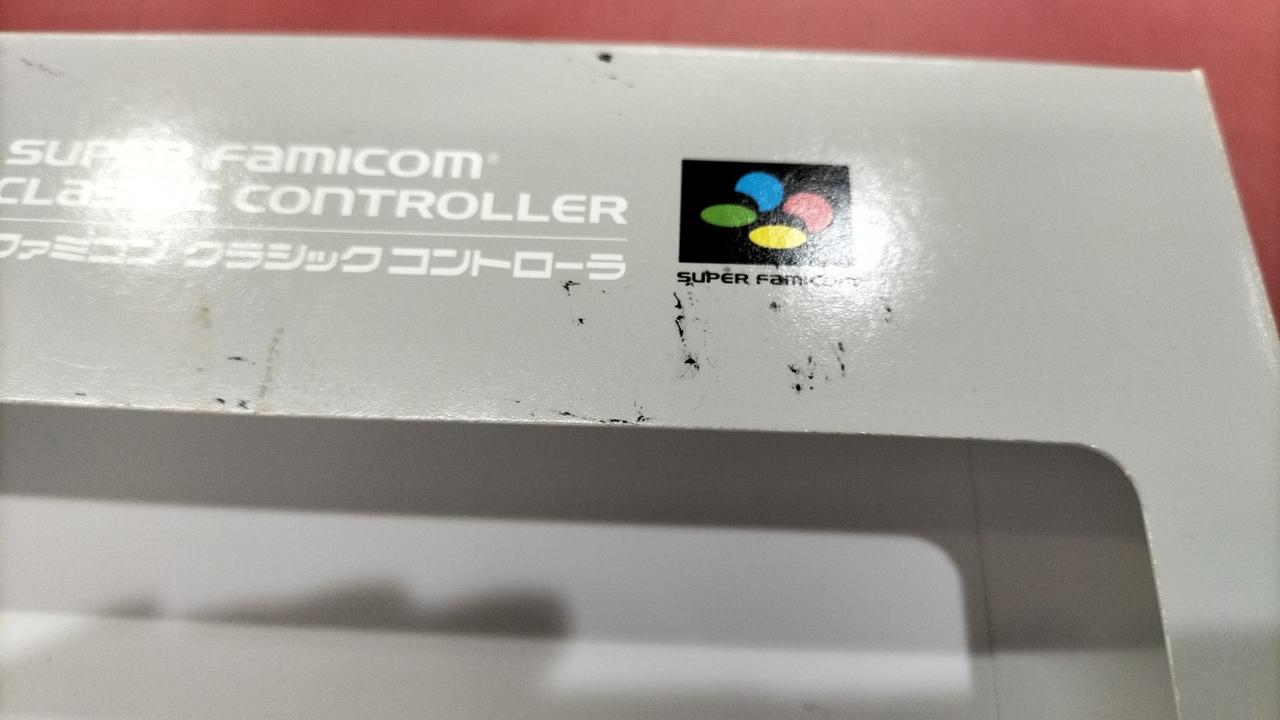 SUPER FAMICOM®
CLASSIC CONTROLLER
ファミコン クラシック コントローラ
SUPER FAMICOM